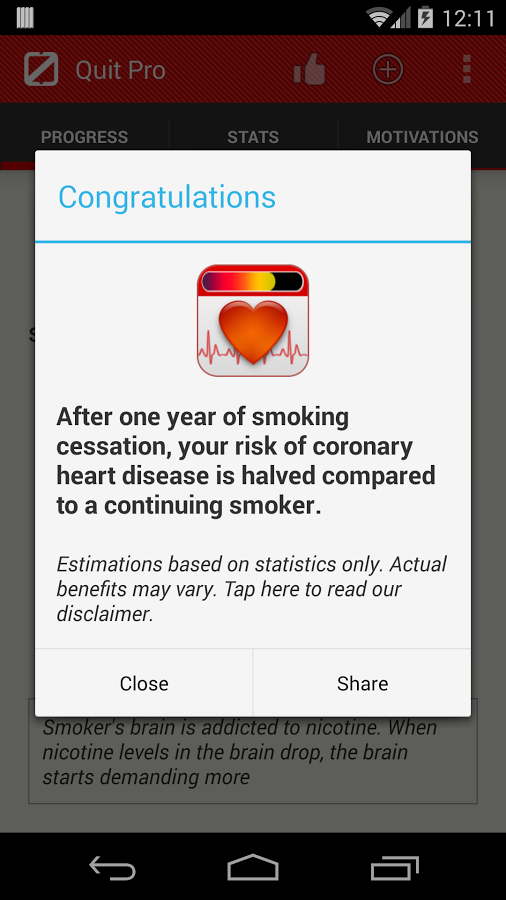 12:11
Quit Pro
PROGRESS STATS MOTIVATIONS
Congratulations
After one year of smoking
cessation, your risk of coronary
heart disease is halved compared
to a continuing smoker.
Estimations based on statistics only. Actual
benefits may vary. Tap here to read our
disclaimer.
Close Share
Smoker's brain is addicted to nicotine. When
nicotine levels in the brain drop, the brain
starts demanding more